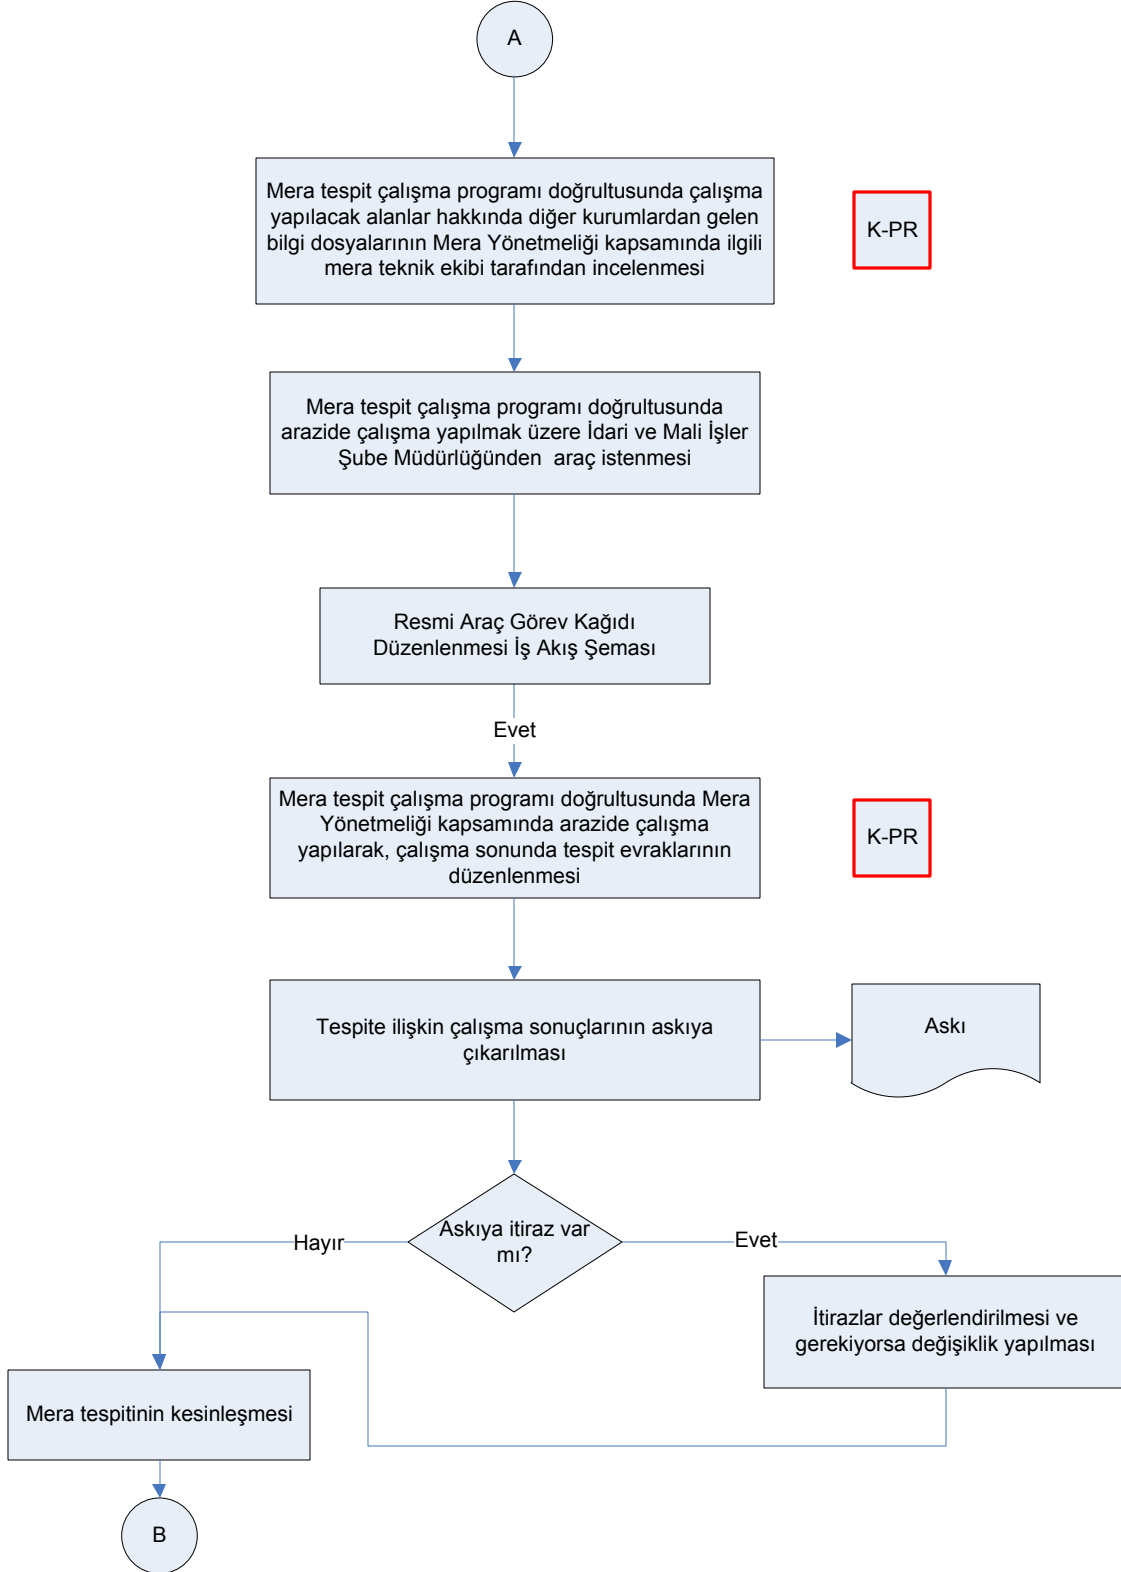 A
Mera tespit çalışma programı doğrultusunda çalışma
yapılacak alanlar hakkında diğer kurumlardan gelen
bilgi dosyalarının Mera Yönetmeliği kapsamında ilgili
mera teknik ekibi tarafından incelenmesi
K-PR
Mera tespit çalışma programı doğrultusunda
arazide çalışma yapılmak üzere İdari ve Mali İşler
Şube Müdürlüğünden  araç istenmesi
Resmi Araç Görev Kağıdı
Düzenlenmesi İş Akış Şeması
Evet
Mera tespit çalışma programı doğrultusunda Mera
Yönetmeliği kapsamında arazide çalışma
yapılarak, çalışma sonunda tespit evraklarının
düzenlenmesi
K-PR
Tespite ilişkin çalışma sonuçlarının askıya
çıkarılması
Askı
Askıya itiraz var
mı?
Hayır
Evet
İtirazlar değerlendirilmesi ve
gerekiyorsa değişiklik yapılması
Mera tespitinin kesinleşmesi
B